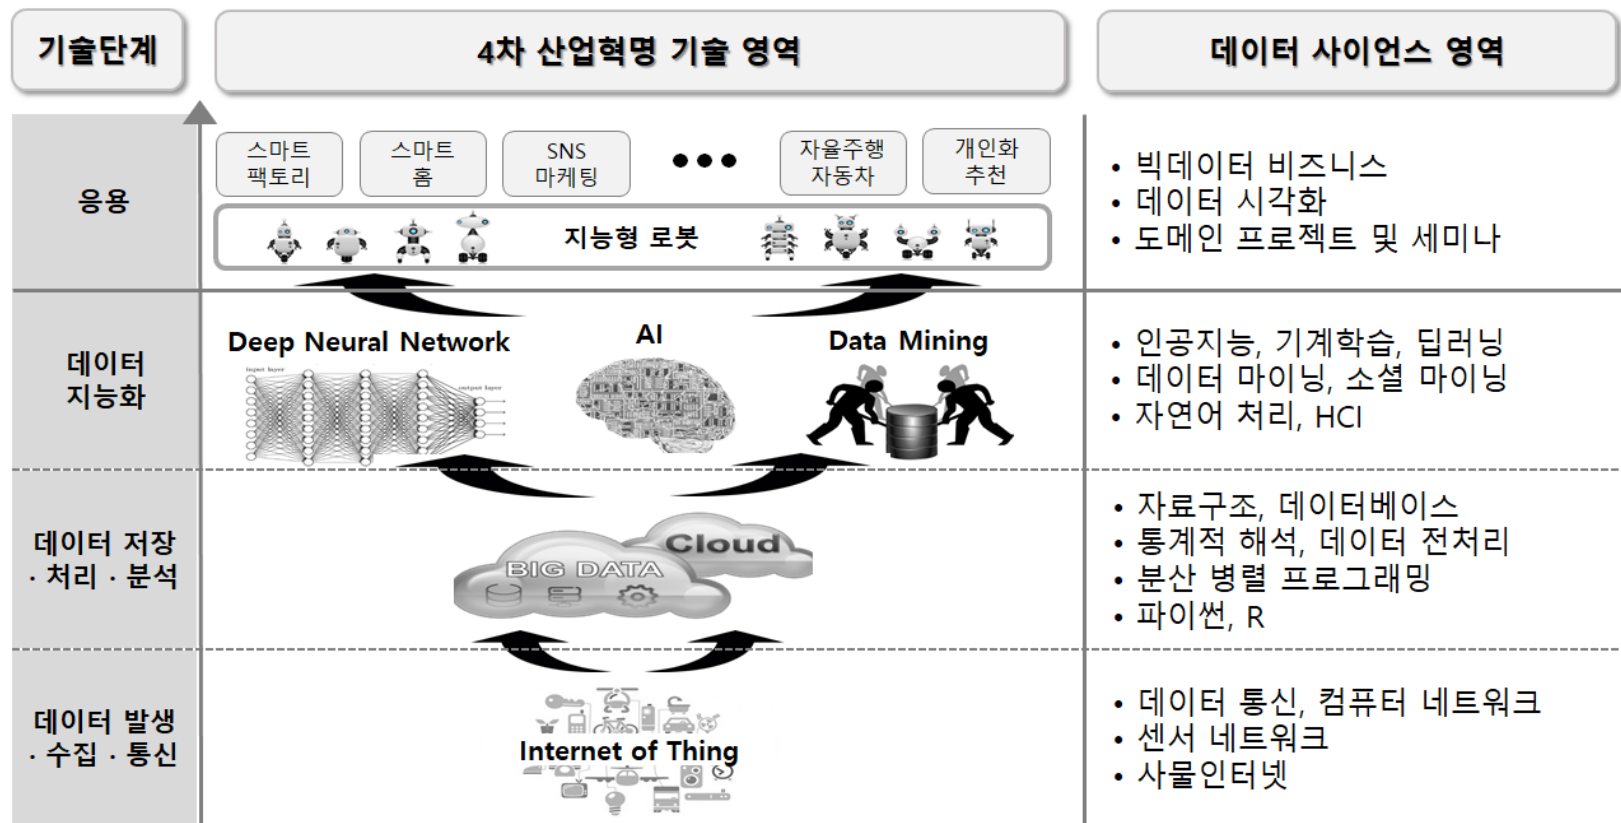 기술단계
4차 산업혁명 기술 영역
데이터 사이언스 영역
응용
스마트
팩토리
스마트
홈
SNS
마케팅
자율주행
자동차
개인화
추천
지능형 로봇
• 빅데이터 비즈니스
• 데이터 시각화
• 도메인 프로젝트 및 세미나
데이터
지능화
Deep Neural Network
input layer
output layer
AI
Data Mining
• 인공지능, 기계학습, 딥러닝
• 데이터 마이닝, 소셜 마이닝
• 자연어 처리, HCI
데이터 저장
· 처리 · 분석
Cloud
BIG DATA
• 자료구조, 데이터베이스
• 통계적 해석, 데이터 전처리
• 분산 병렬 프로그래밍
• 파이썬, R
데이터 발생
· 수집 · 통신
Internet of Thing
• 데이터 통신, 컴퓨터 네트워크
• 센서 네트워크
• 사물인터넷